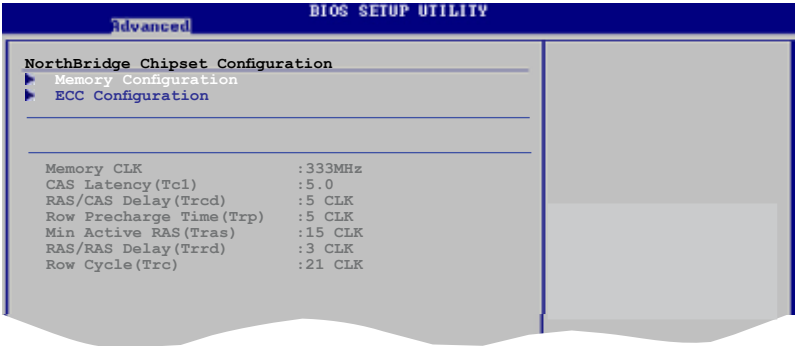 BIOS SETUP UTILITY
Advanced
NorthBridge Chipset Configuration
Memory Configuration
ECC Configuration
Memory CLK :333MHz
CAS Latency(Tc1) :5.0
RAS/CAS Delay(Trcd) :5 CLK
Row Precharge Time(Trp) :5 CLK
Min Active RAS(Tras) :15 CLK
RAS/RAS Delay(Trrd) :3 CLK
Row Cycle(Trc) :21 CLK